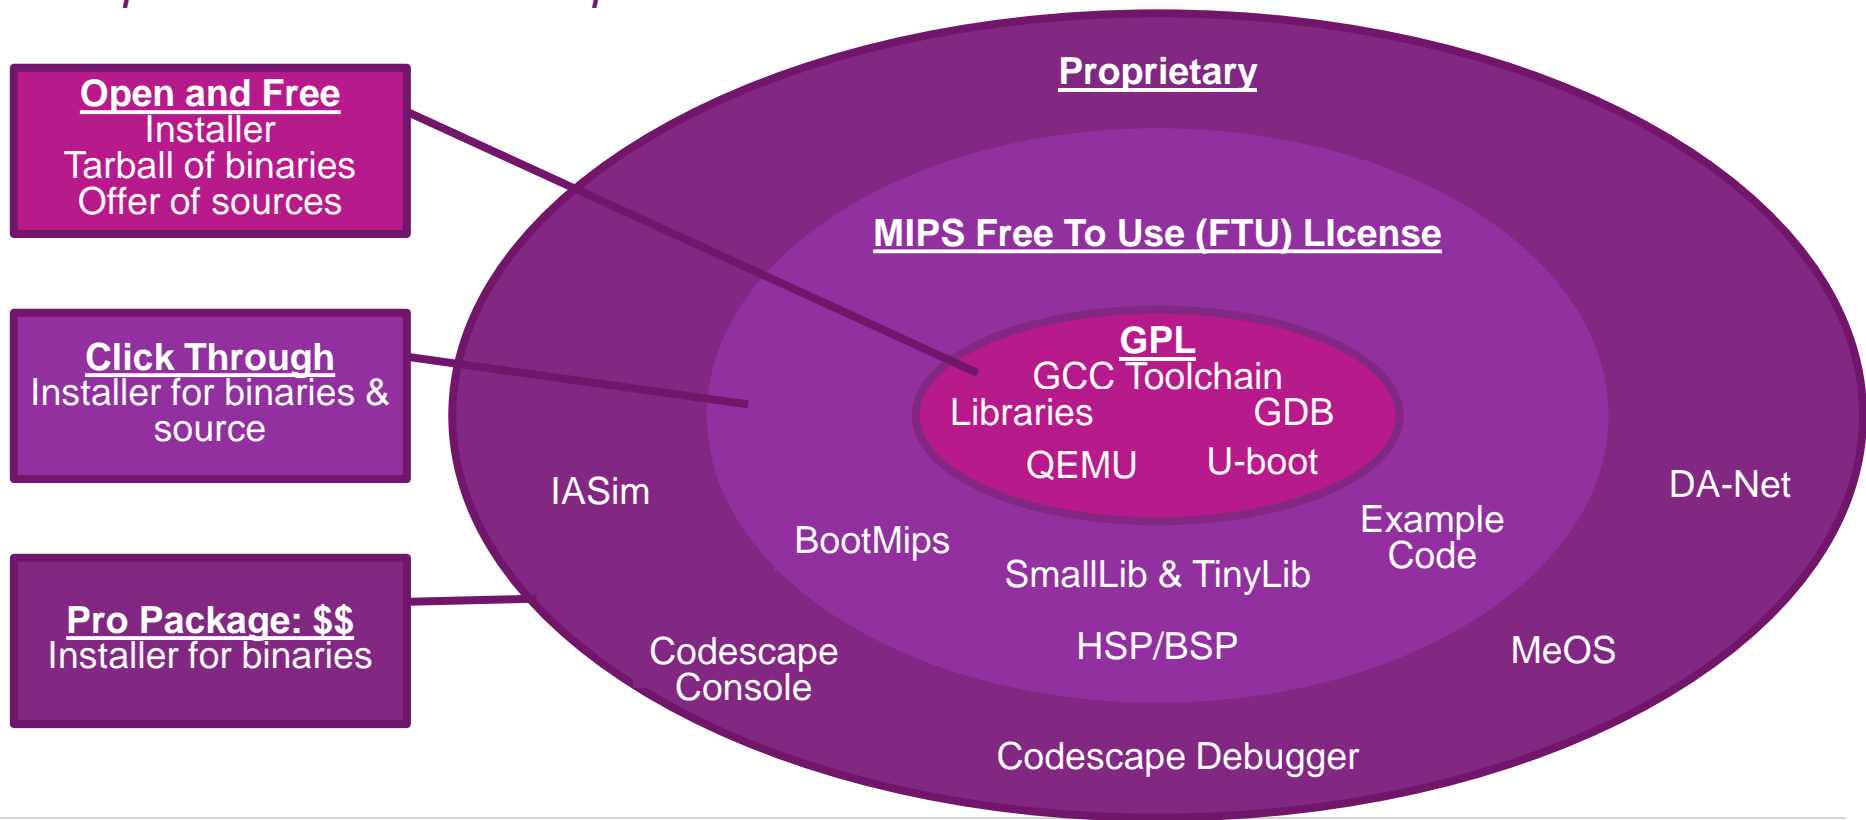 Open and Free
Installer
Tarball of binaries
Offer of sources
Click Through
Installer for binaries &
source
Pro Package: $$
Installer for binaries
Proprietary
MIPS Free To Use (FTU) LIcense
GPL
GCC Toolchain
Libraries
GDB
QEMU
U-boot
IASim
DA-Net
BootMips
Example
Code
SmallLib & TinyLib
HSP/BSP
Codescape
Console
MeOS
Codescape Debugger